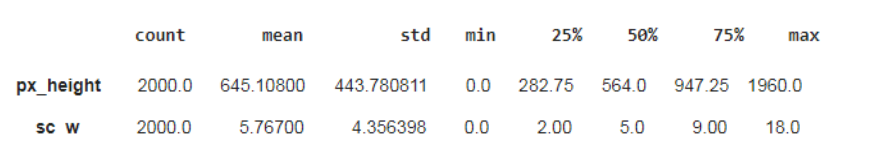 count mean std min 25% 50% 75% max
px_height 2000.0 645.10800 443.780811 0.0 282.75 564.0 947.25 1960.0
sc_w 2000.0 5.76700 4.356398 0.0 2.00 5.0 9.00 18.0